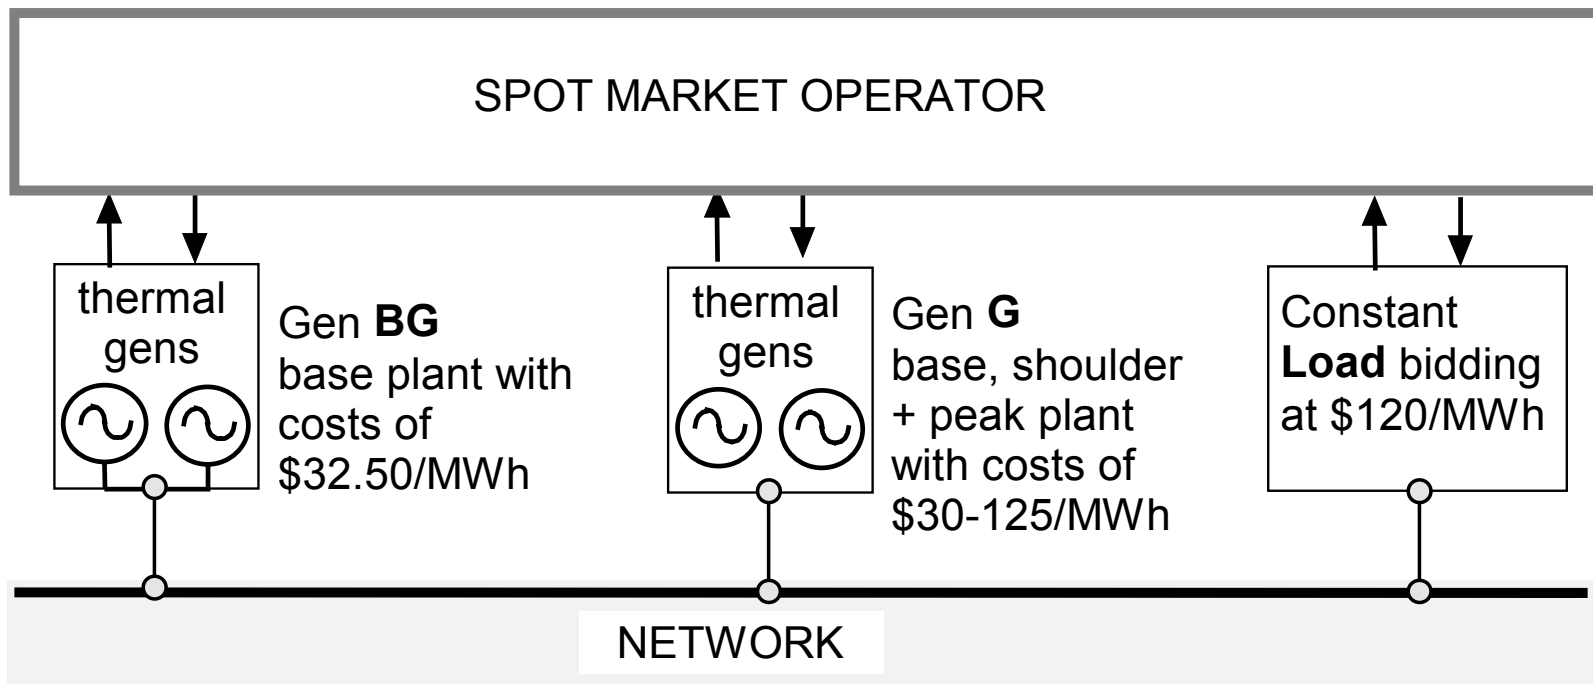 SPOT MARKET OPERATOR
thermal
gens
Gen BG
base plant with
costs of
$32.50/MWh
thermal
gens
Gen G
base, shoulder
+ peak plant
with costs of
$30-125/MWh
Constant
Load bidding
at $120/MWh
NETWORK